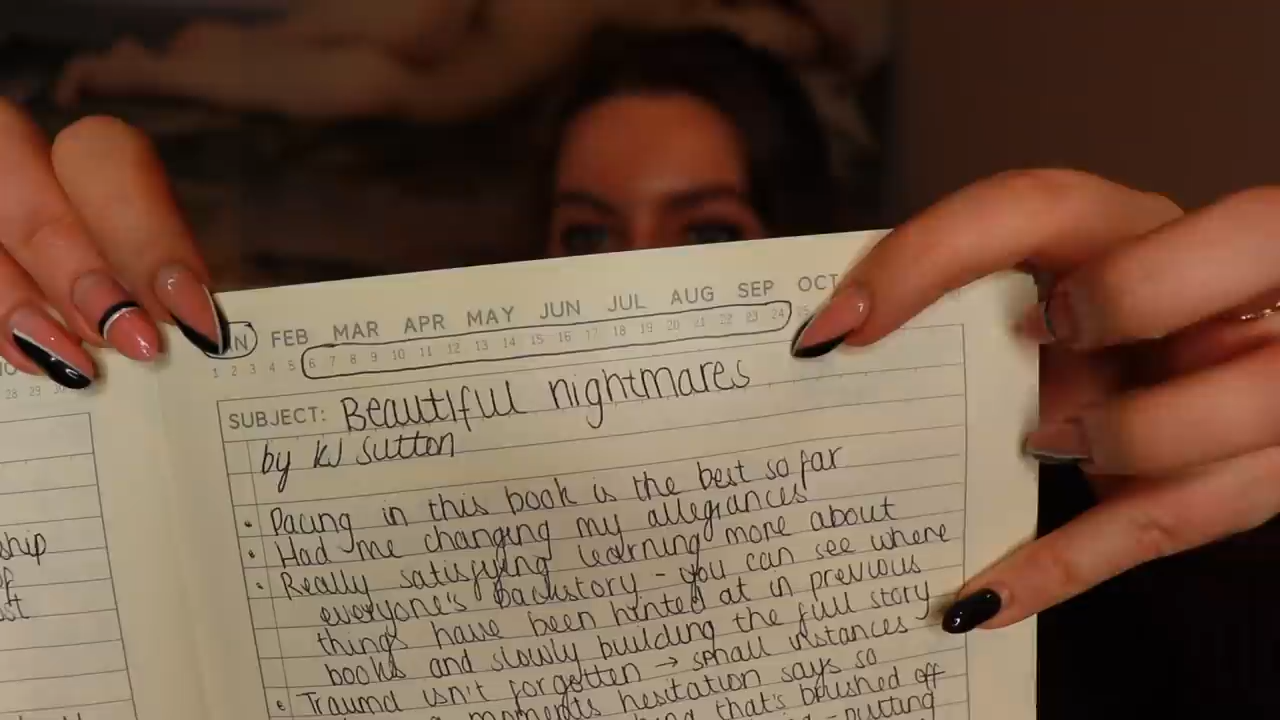 FEB MAR APR MAY JUN JUL AUG SEP OCT
1 2 3 4 5 6 7 8 9 10 11 12 13 14 15 16 17 18 19 20 21 22 23 24
28 29
SUBJECT: Beautiful nightmares
by KJ Sutton
• Pacing in this book is the best so far
• Had me changing my allegiances
• Really satisfying learning more about
everyone's backstory - you can see where
things have been hinted at in previous
books and slowly building the full story
• Trauma isn't forgotten → small instances
moments hesitation says so
that's brushed off